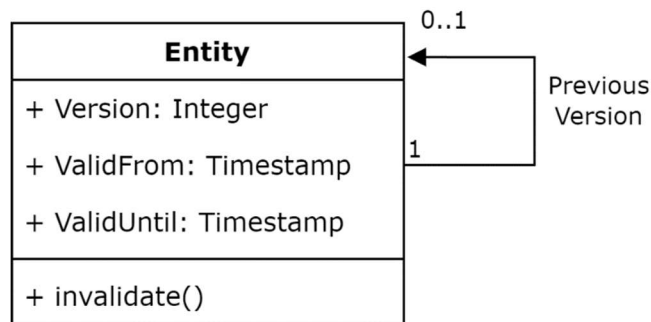 0..1
Entity
+ Version: Integer
Previous
Version
+ ValidFrom: Timestamp
1
+ ValidUntil: Timestamp
+ invalidate()